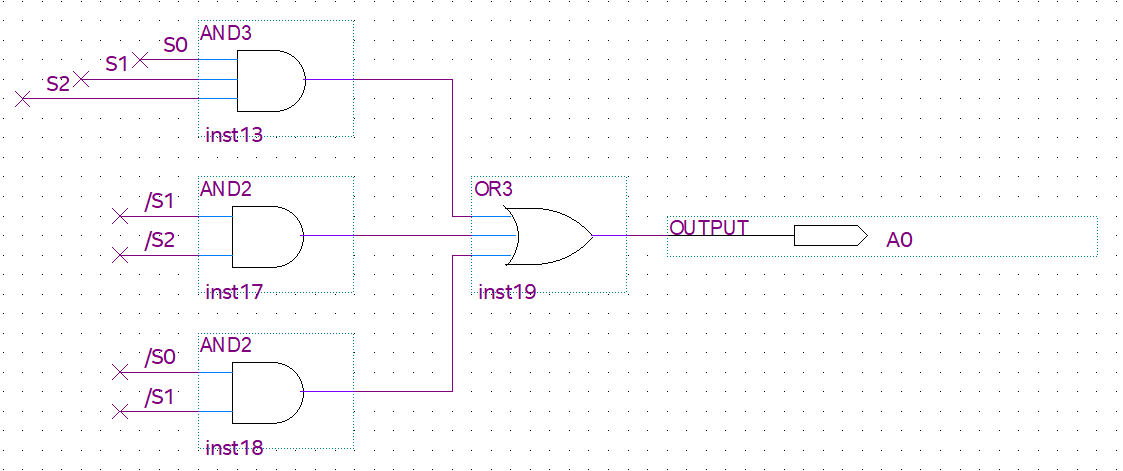 AND3
S0
S1
S2
inst13
AND2
/S1
/S2
inst17
OR3
OUTPUT
A0
inst19
AND2
/S0
/S1
inst18